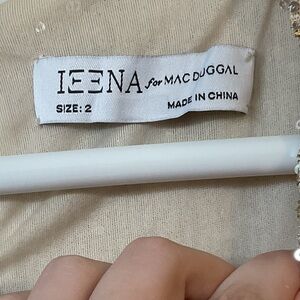 IEENA for MAC DUGGAL
SIZE: 2 MADE IN CHINA